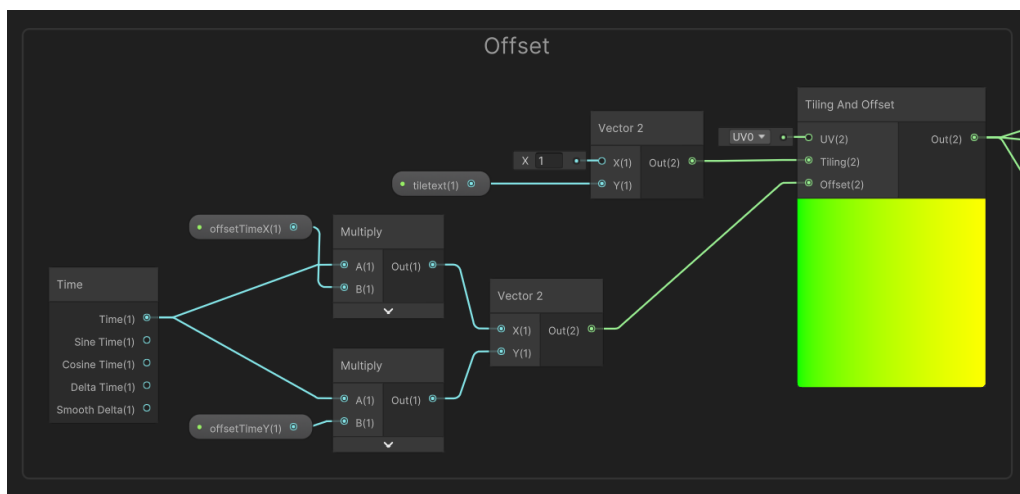 Offset
Tiling And Offset
UV0
UV(2)
Out(2)
Tiling(2)
Offset(2)
Vector 2
X 1
X(1)
Out(2)
Y(1)
tiletext(1)
offsetTimeX(1)
Multiply
A(1)
Out(1)
B(1)
Time
Time(1)
Sine Time(1)
Cosine Time(1)
Delta Time(1)
Smooth Delta(1)
Vector 2
X(1)
Out(2)
Y(1)
Multiply
A(1)
Out(1)
B(1)
offsetTimeY(1)